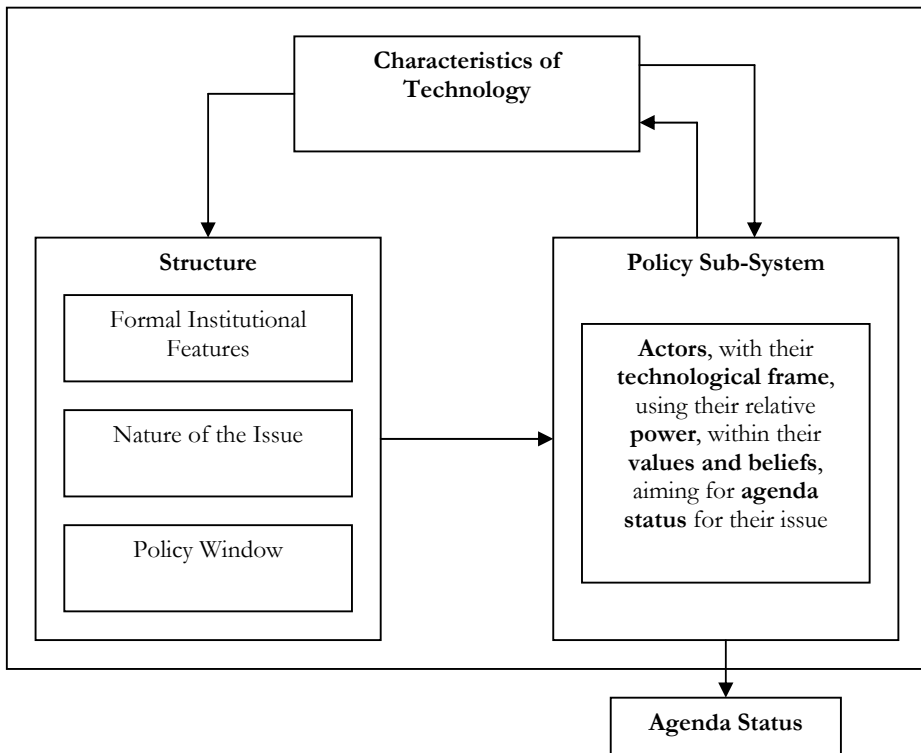 Characteristics of
Technology
Structure
Formal Institutional
Features
Nature of the Issue
Policy Window
Policy Sub-System
Actors, with their
technological frame,
using their relative
power, within their
values and beliefs,
aiming for agenda
status for their issue
Agenda Status